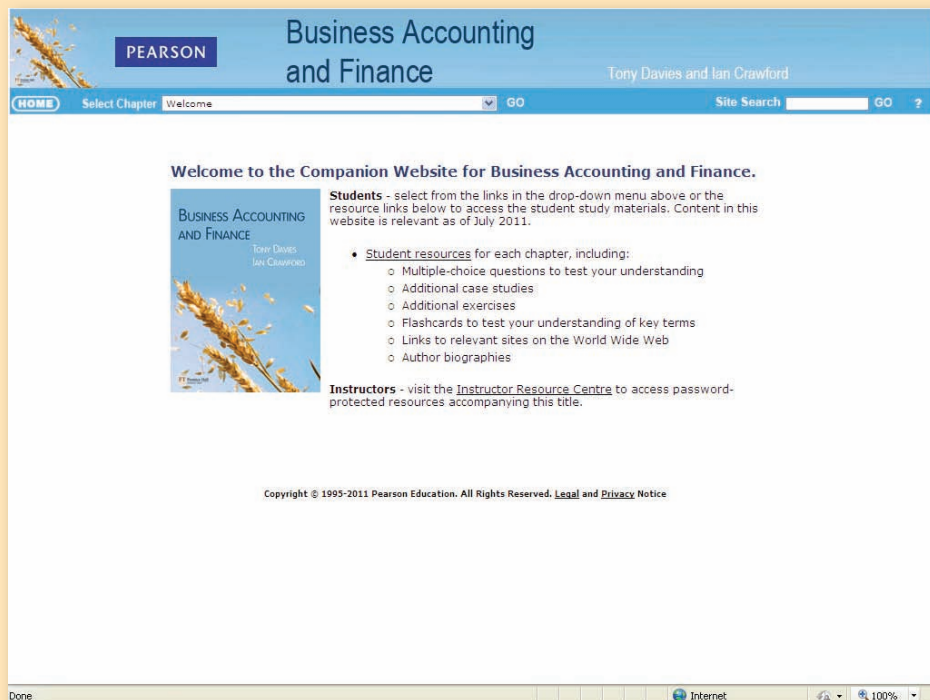 PEARSON
Business Accounting
and Finance
Tony Davies and Ian Crawford
HOME Select Chapter Welcome GO Site Search GO ?
Welcome to the Companion Website for Business Accounting and Finance.
BUSINESS ACCOUNTING
AND FINANCE
TONY DAVIES
IAN CRAWFORD
Students - select from the links in the drop-down menu above or the
resource links below to access the student study materials. Content in this
website is relevant as of July 2011.
• Student resources for each chapter, including:
○ Multiple-choice questions to test your understanding
○ Additional case studies
○ Additional exercises
○ Flashcards to test your understanding of key terms
○ Links to relevant sites on the World Wide Web
○ Author biographies
Instructors - visit the Instructor Resource Centre to access password-
protected resources accompanying this title.
Copyright © 1995-2011 Pearson Education. All Rights Reserved. Legal and Privacy Notice
Done Internet 100%